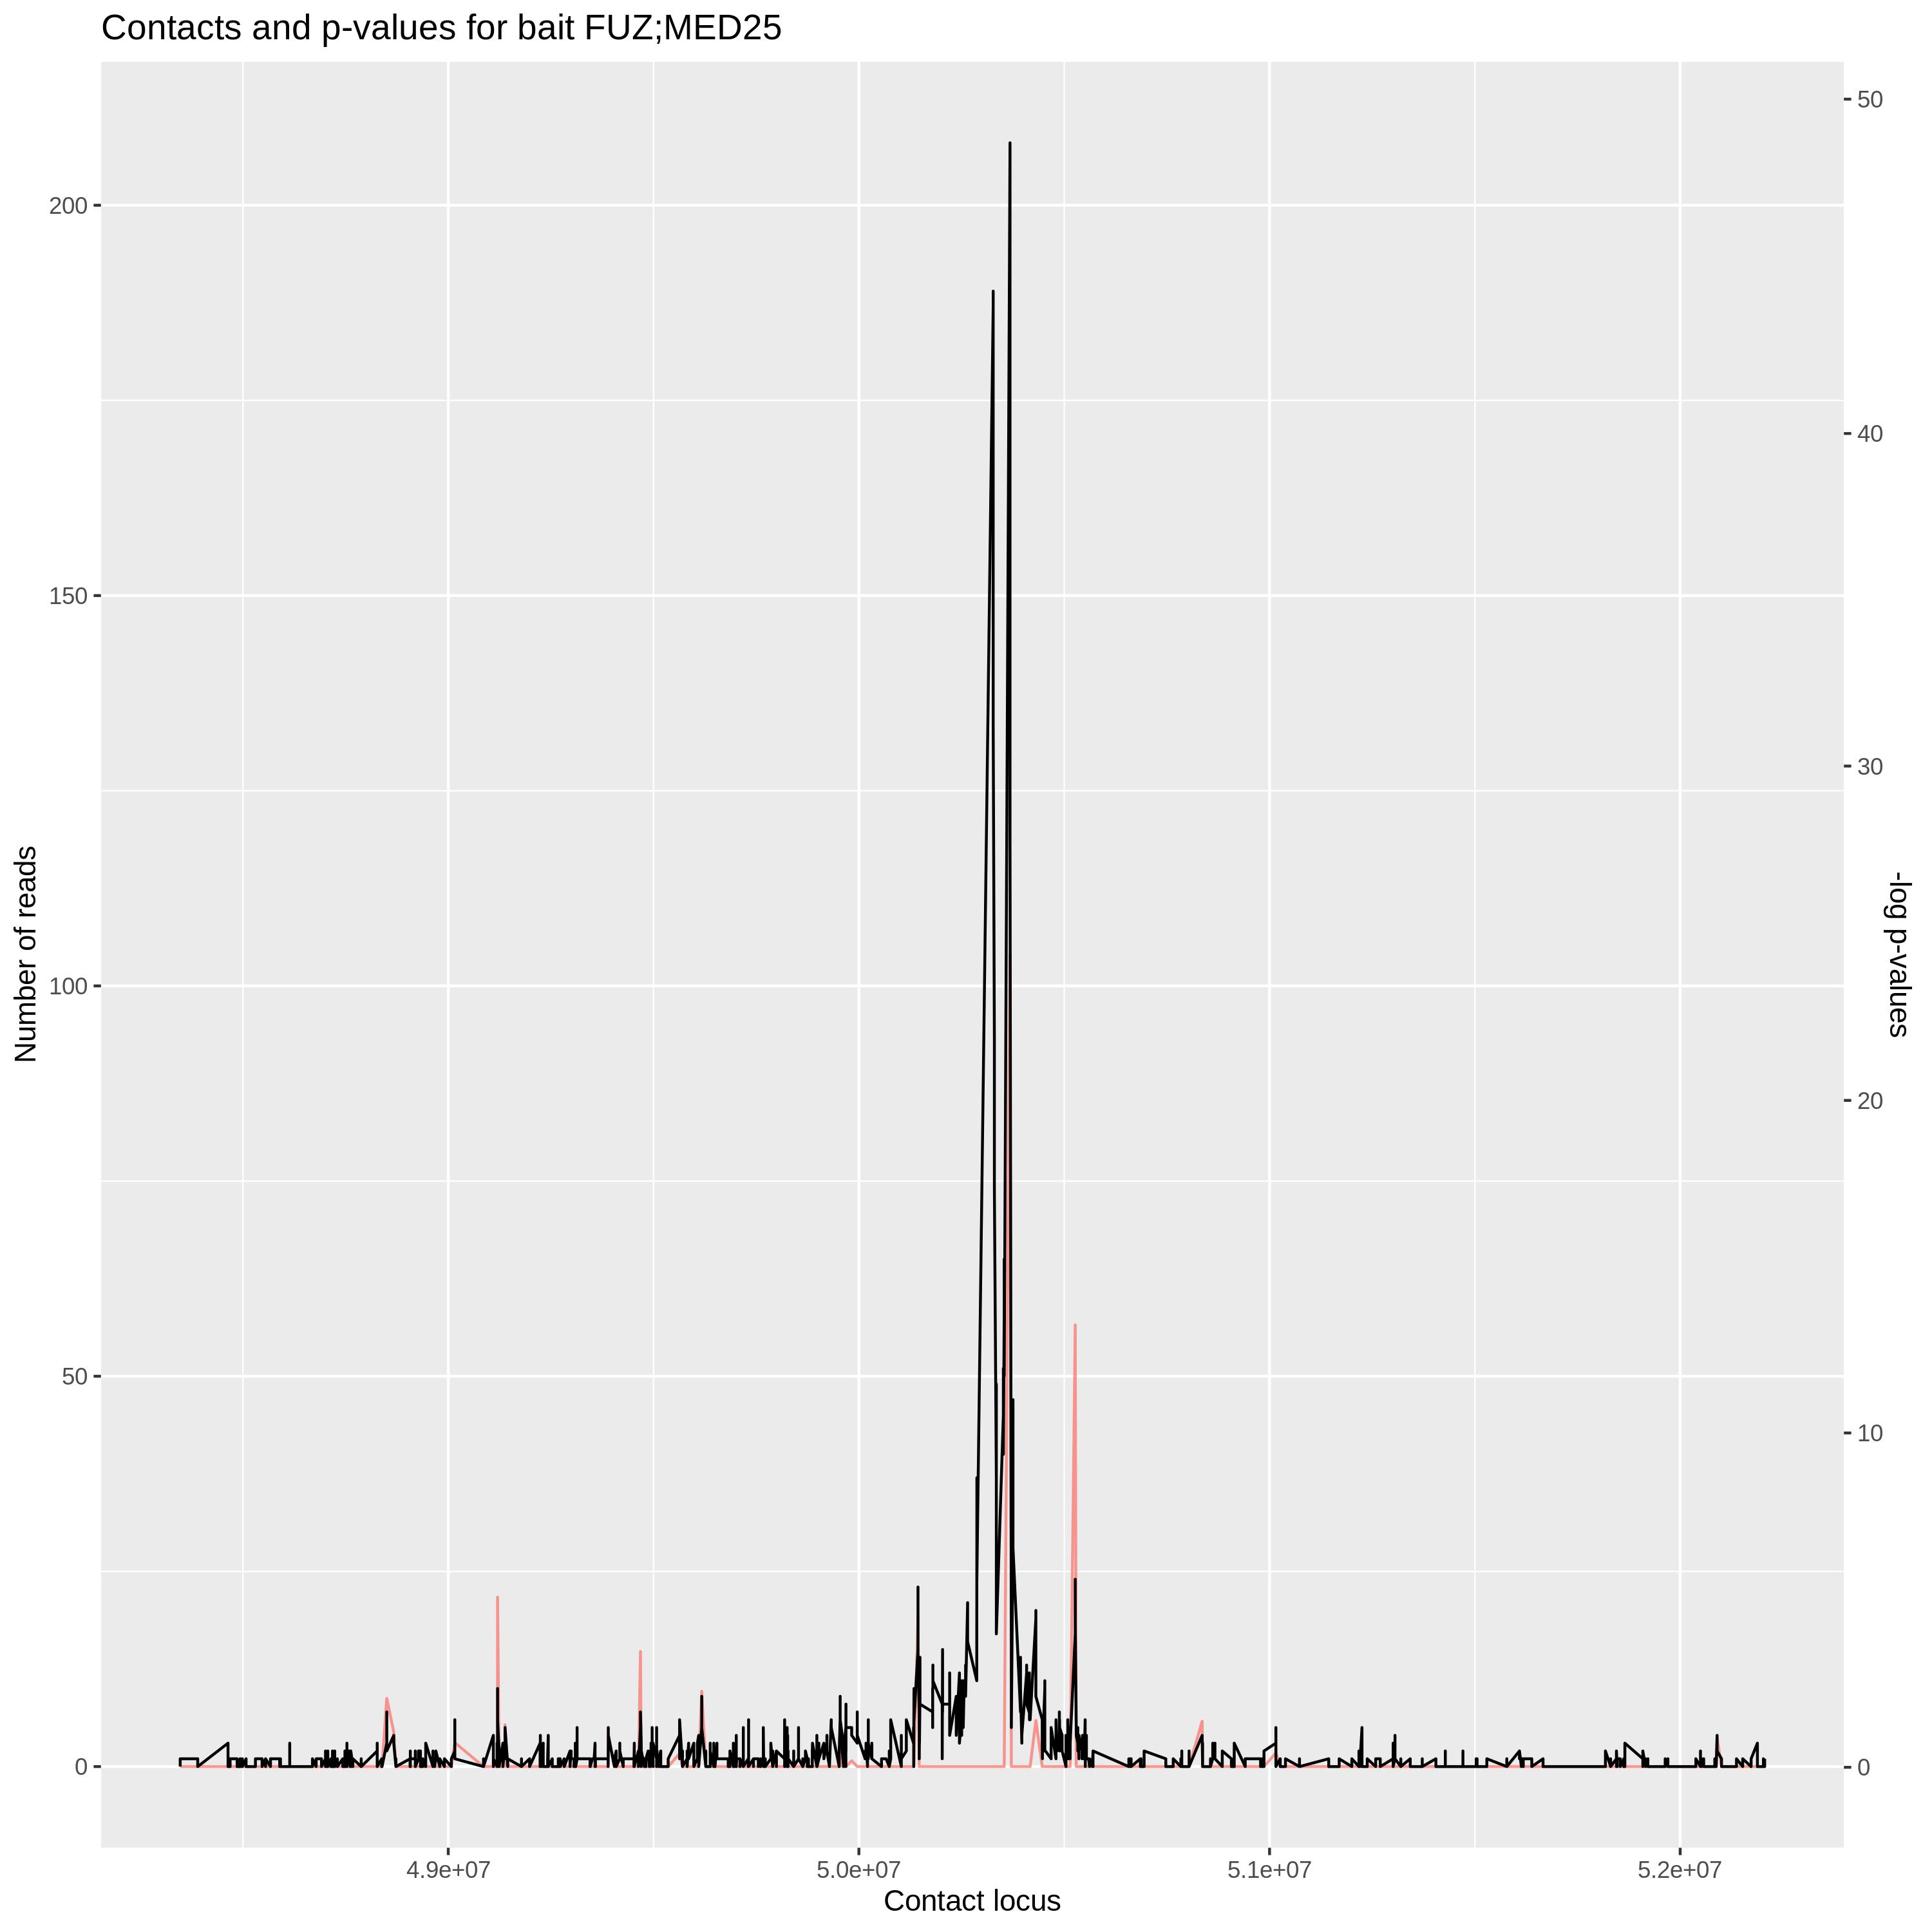 Contacts and p-values for bait FUZ;MED25
Number of reads
200
150
100
50
0
50
40
30
20
10
0
-log p-values
4.9e+07
5.0e+07
5.1e+07
5.2e+07
Contact locus